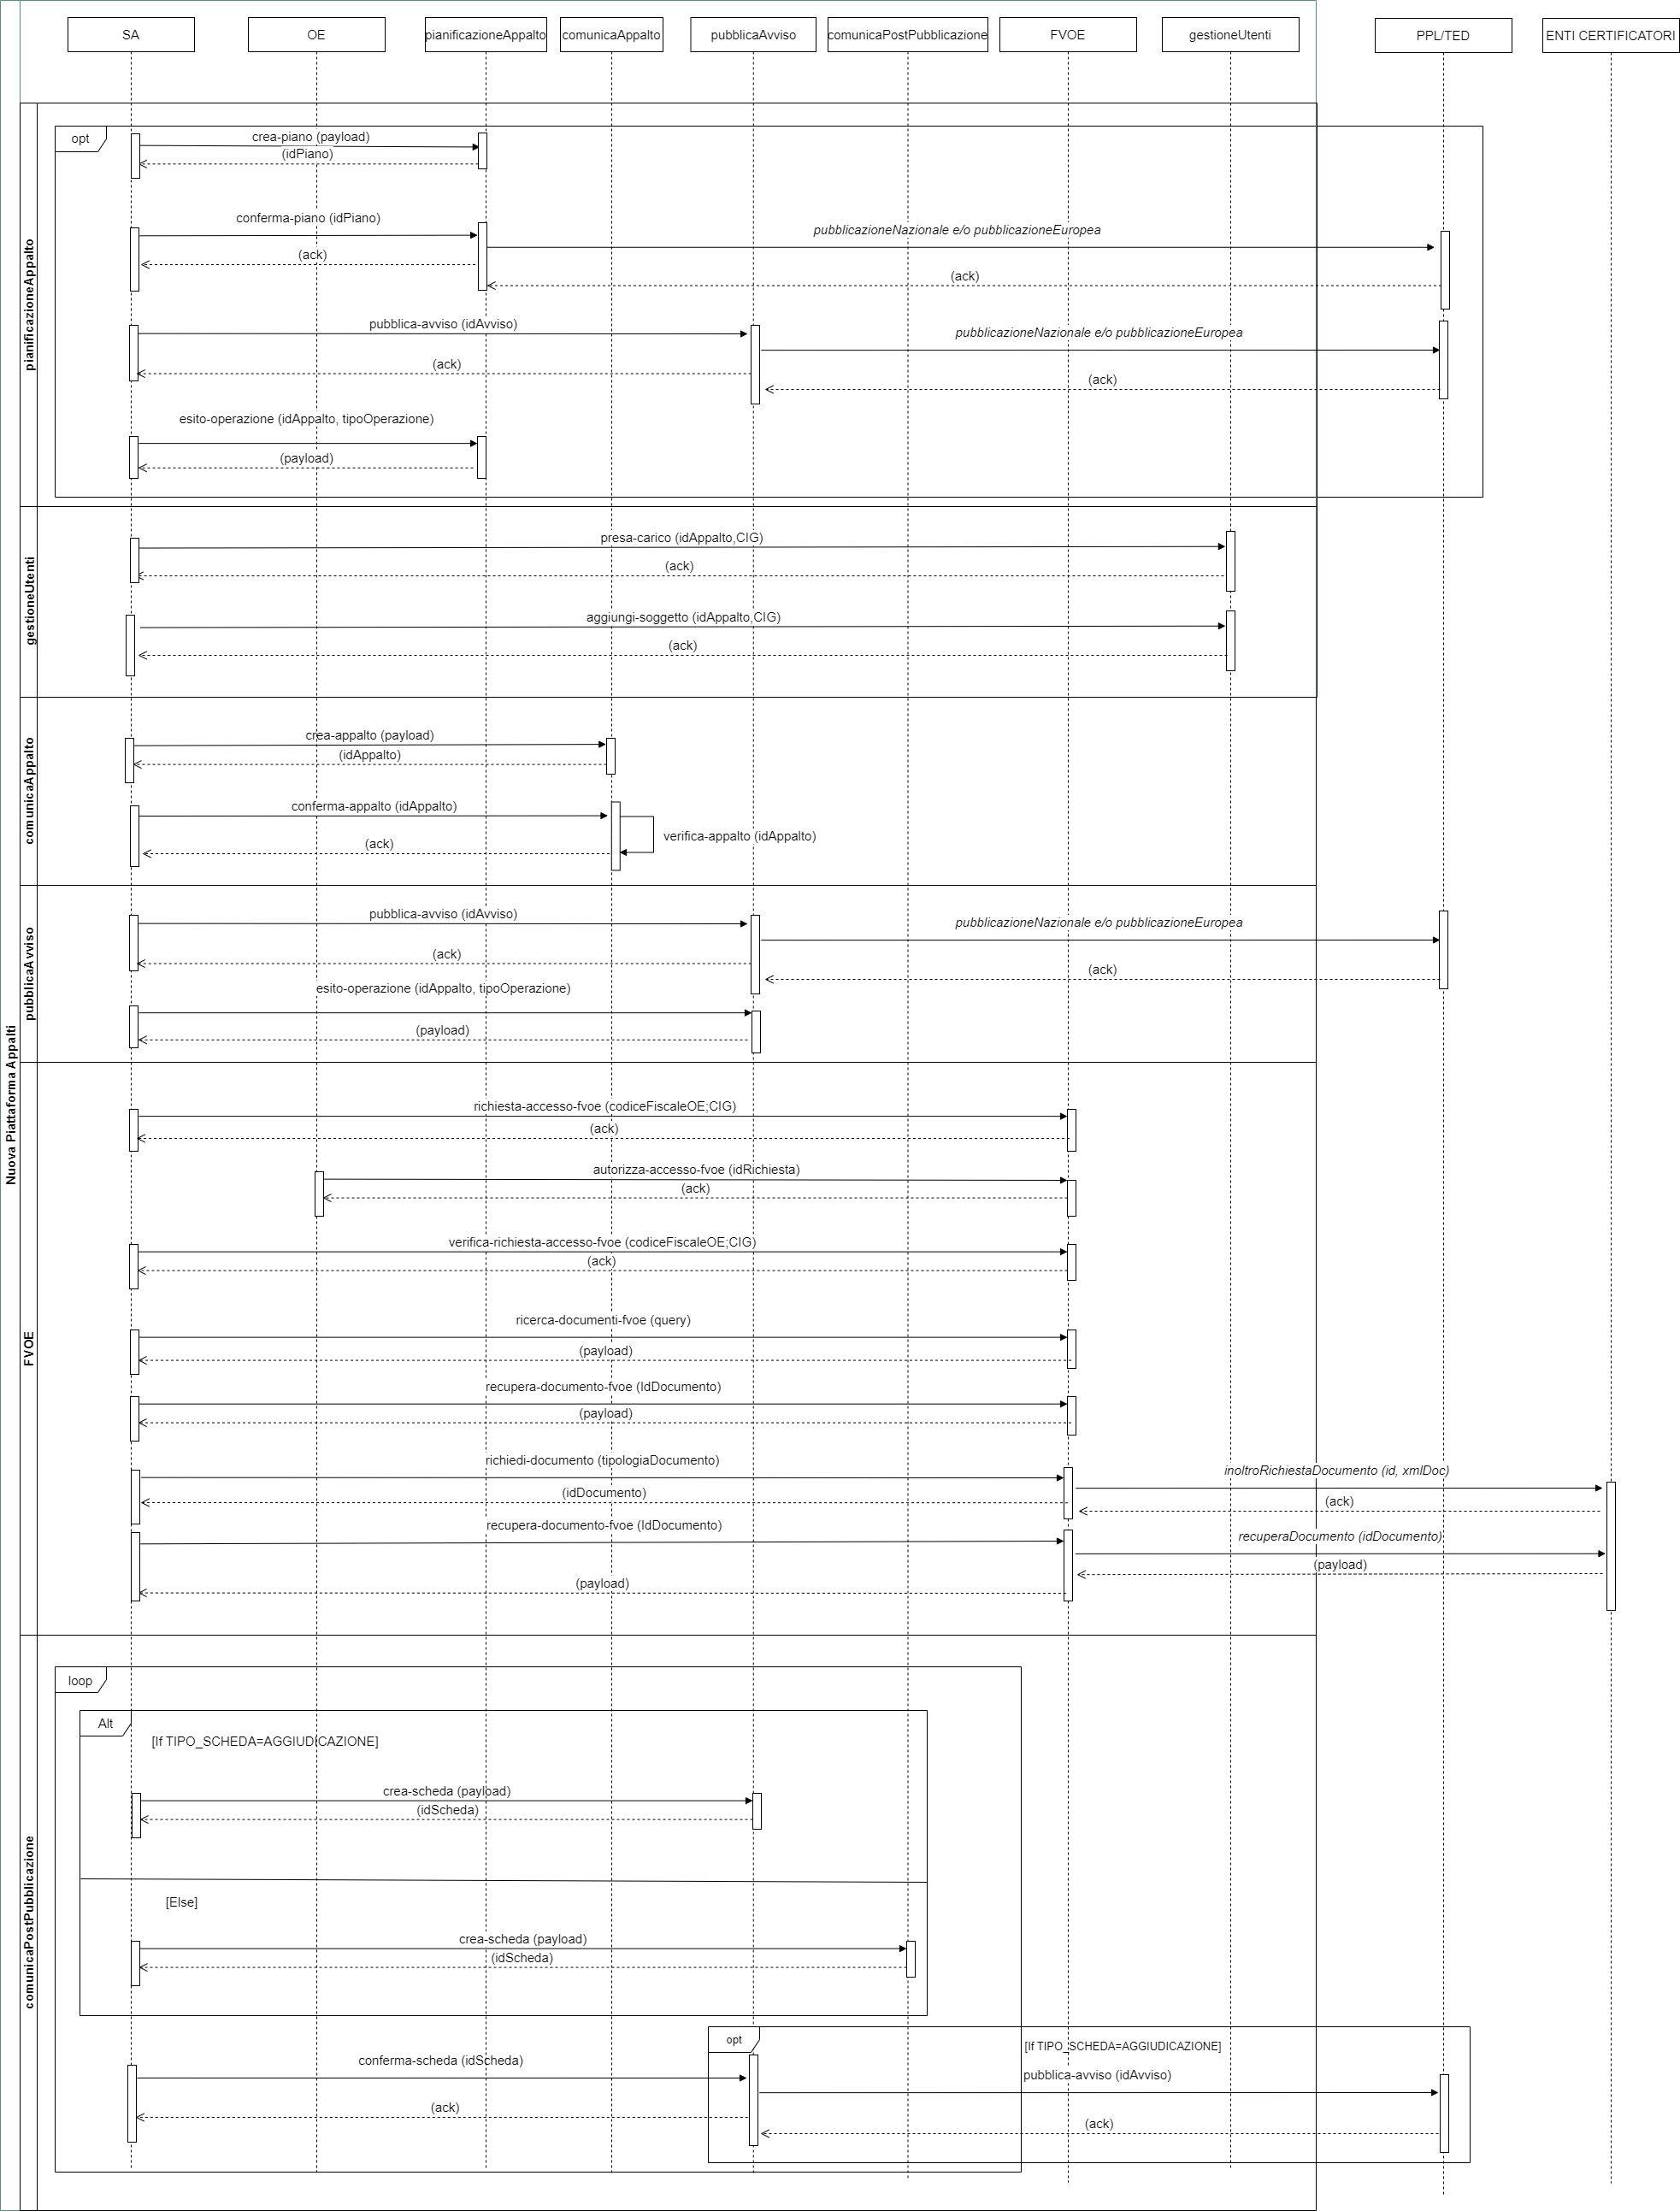 SA
OE
pianificazioneAppalto
comunicaAppalto
pubblicaAvviso
comunicaPostPubblicazione
FVOE
gestioneUtenti
PPL/TED
ENTI CERTIFICATORI
Nuova Piattaforma Appalti
pianificazioneAppalto
opt
crea-piano (payload)
(idPiano)
conferma-piano (idPiano)
pubblicazioneNazionale e/o pubblicazioneEuropea
(ack)
(ack)
pubblica-avviso (idAvviso)
pubblicazioneNazionale e/o pubblicazioneEuropea
(ack)
(ack)
esito-operazione (idAppalto, tipoOperazione)
(payload)
gestioneUtenti
presa-carico (idAppalto,CIG)
(ack)
aggiungi-soggetto (idAppalto,CIG)
(ack)
comunicaAppalto
crea-appalto (payload)
(idAppalto)
conferma-appalto (idAppalto)
verifica-appalto (idAppalto)
(ack)
pubblicaAvviso
pubblica-avviso (idAvviso)
pubblicazioneNazionale e/o pubblicazioneEuropea
(ack)
(ack)
esito-operazione (idAppalto, tipoOperazione)
(payload)
FVOE
richiesta-accesso-fvoe (codiceFiscaleOE;CIG)
(ack)
autorizza-accesso-fvoe (idRichiesta)
(ack)
verifica-richiesta-accesso-fvoe (codiceFiscaleOE;CIG)
(ack)
ricerca-documenti-fvoe (query)
(payload)
recupera-documento-fvoe (IdDocumento)
(payload)
richiedi-documento (tipologiaDocumento)
inoltroRichiestaDocumento (id, xmlDoc)
(idDocumento)
(ack)
recupera-documento-fvoe (IdDocumento)
recuperaDocumento (idDocumento)
(payload)
(payload)
comunicaPostPubblicazione
loop
Alt
[If TIPO_SCHEDA=AGGIUDICAZIONE]
crea-scheda (payload)
(idScheda)
[Else]
crea-scheda (payload)
(idScheda)
opt
[If TIPO_SCHEDA=AGGIUDICAZIONE]
conferma-scheda (idScheda)
pubblica-avviso (idAvviso)
(ack)
(ack)